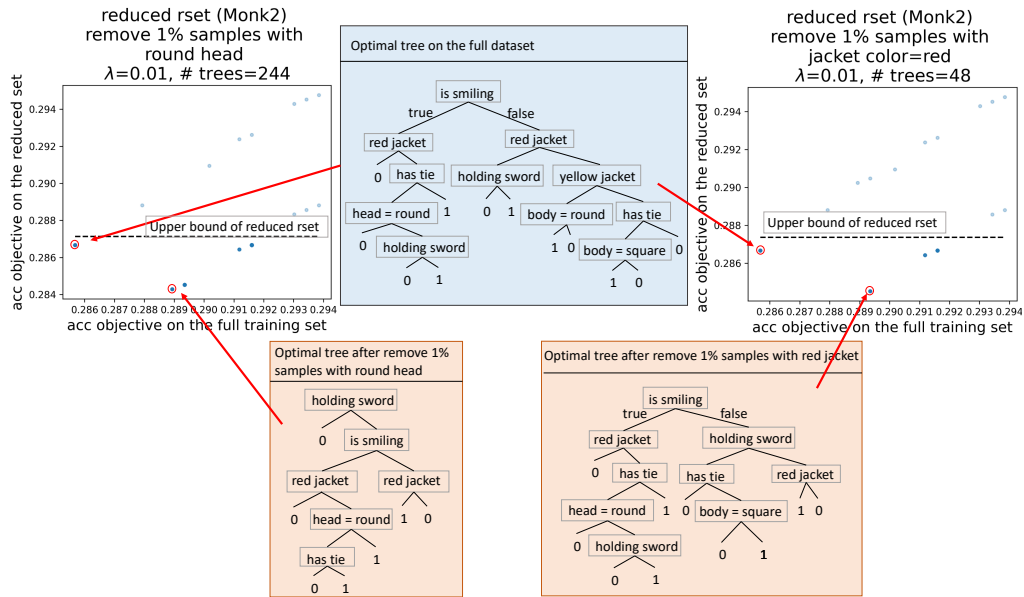 reduced rset (Monk2)
remove 1% samples with
round head
λ=0.01, # trees=244
acc objective on the reduced set
0.294
0.292
0.290
0.288
0.286
0.284
Upper bound of reduced rset
0.286 0.287 0.288 0.289 0.290 0.291 0.292 0.293 0.294
acc objective on the full training set
Optimal tree on the full dataset
is smiling
true false
red jacket red jacket
0 has tie holding sword yellow jacket
head = round 1 0 1 body = round has tie
0 holding sword 1 0 body = square 0
0 1 1 0
reduced rset (Monk2)
remove 1% samples with
jacket color=red
λ=0.01, # trees=48
acc objective on the reduced set
0.294
0.292
0.290
0.288
0.286
Upper bound of reduced rset
0.286 0.287 0.288 0.289 0.290 0.291 0.292 0.293 0.294
acc objective on the full training set
Optimal tree after remove 1%
samples with round head
holding sword
0 is smiling
red jacket red jacket
0 head = round 1 0
has tie 1
0 1
Optimal tree after remove 1% samples with red jacket
is smiling
true false
red jacket holding sword
0 has tie has tie red jacket
head = round 1 0 body = square 1 0
0 holding sword 0 1
0 1